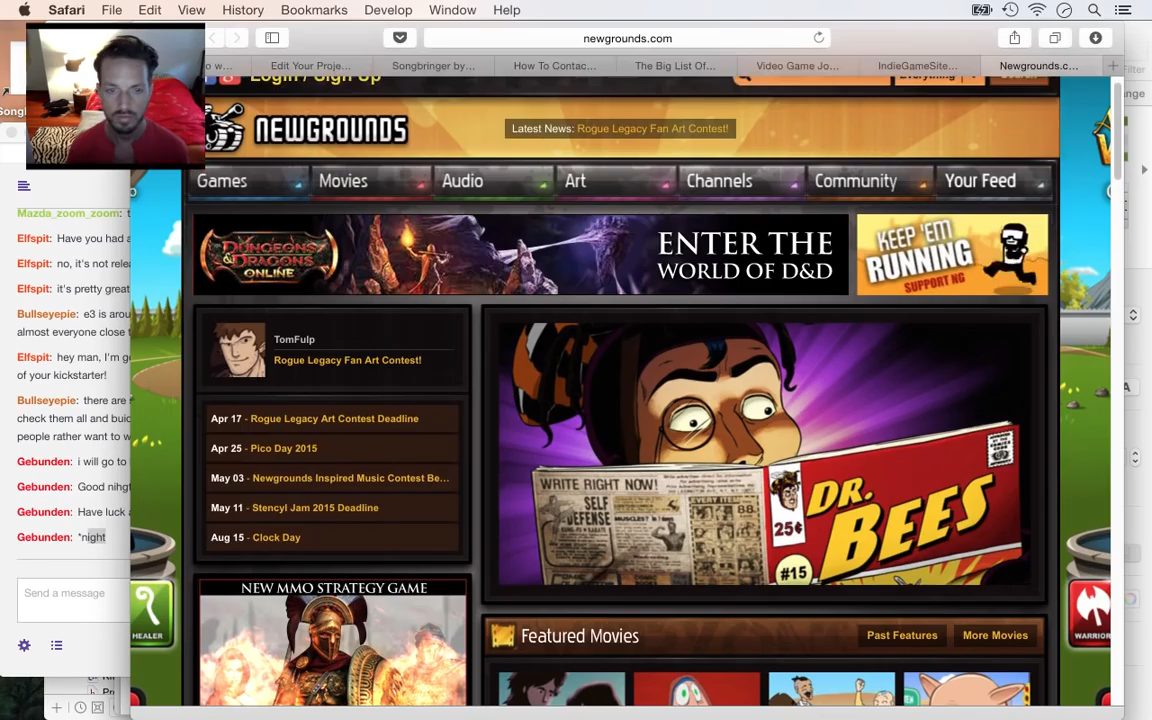 Safari File Edit View History Bookmarks Develop Window Help
newgrounds.com
o w... Edit Your Proje... Songbringer by... How To Contac... The Big List Of... Video Game Jo... IndieGameSite... Newgrounds.c...
Login / Sign Up
Everything
NEWGROUNDS
Latest News: Rogue Legacy Fan Art Contest!
Games Movies Audio Art Channels Community Your Feed
DUNGEONS & DRAGONS ONLINE
ENTER THE
WORLD OF D&D
KEEP 'EM
RUNNING
SUPPORT NG
TomFulp
Rogue Legacy Fan Art Contest!
Apr 17 - Rogue Legacy Art Contest Deadline
Apr 25 - Pico Day 2015
May 03 - Newgrounds Inspired Music Contest Be...
May 11 - Stencyl Jam 2015 Deadline
Aug 15 - Clock Day
WRITE RIGHT NOW!
SELF
DEFENSE
DR.
BEES
25¢
#15
NEW MMO STRATEGY GAME
Featured Movies
Past Features More Movies
HEALER
WARRIOR
Mazda_zoom_zoom: t
Elfspit: Have you had a
Elfspit: no, it's not relea
Elfspit: it's pretty great
Bullseyepie: e3 is arou
almost everyone close t
Elfspit: hey man, I'm g
of your kickstarter!
Bullseyepie: there are
check them all and buic
people rather want to w
Gebunden: i will go to
Gebunden: Good nihgt
Gebunden: Have luck a
Gebunden: *night
Send a message
Filter
ange